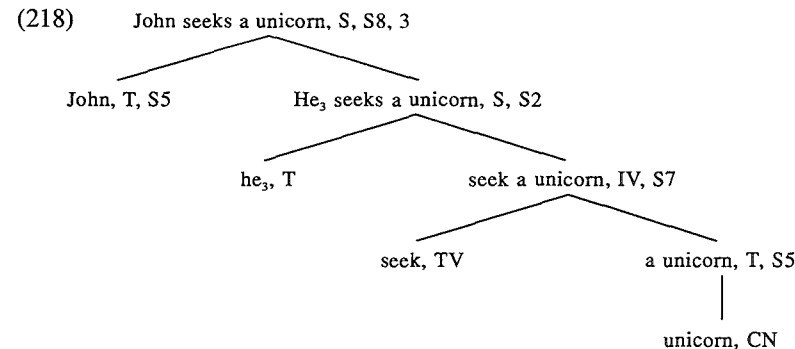 (218) John seeks a unicorn, S, S8, 3
John, T, S5 He₃ seeks a unicorn, S, S2
he₃, T seek a unicorn, IV, S7
seek, TV a unicorn, T, S5
unicorn, CN